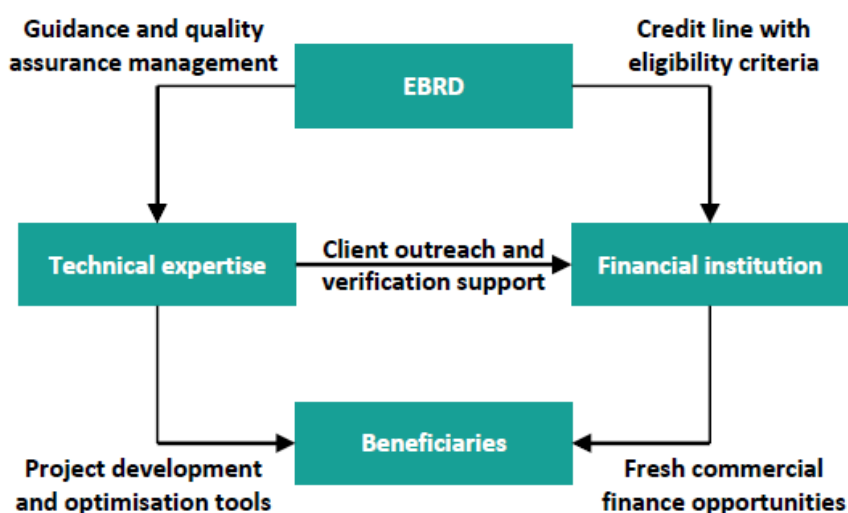 Guidance and quality
assurance management
EBRD
Credit line with
eligibility criteria
Technical expertise
Client outreach and
verification support
Financial institution
Beneficiaries
Project development
and optimisation tools
Fresh commercial
finance opportunities